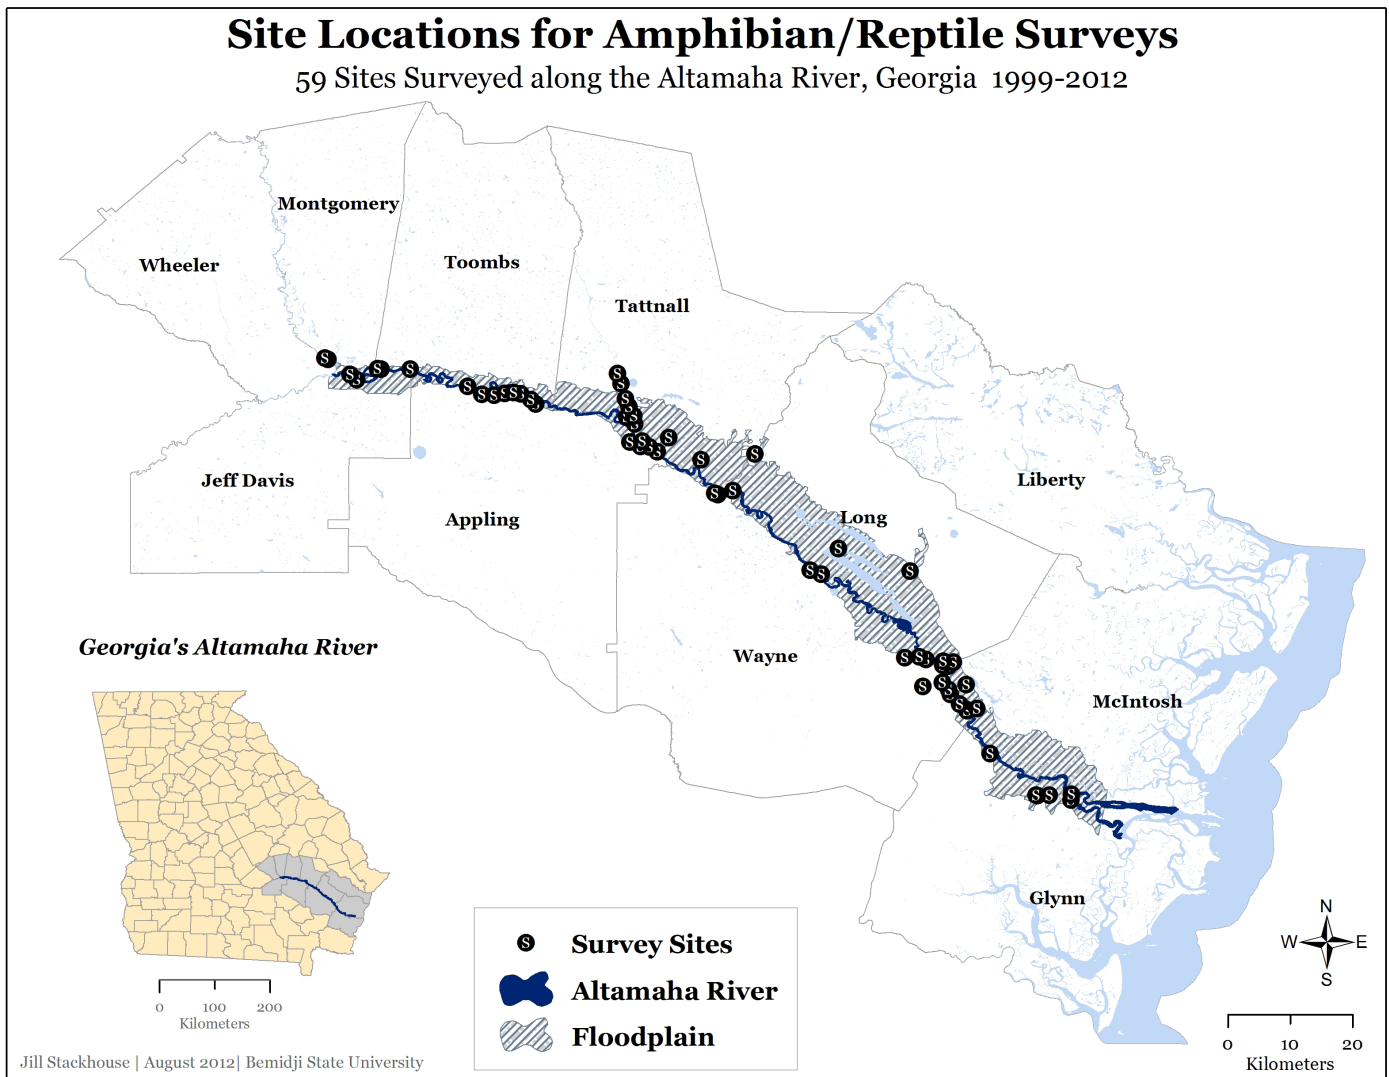 Site Locations for Amphibian/Reptile Surveys
59 Sites Surveyed along the Altamaha River, Georgia 1999-2012
Montgomery
Wheeler
Toombs
Tattnall
Jeff Davis
Appling
Long
Liberty
Wayne
McIntosh
Glynn
Georgia's Altamaha River
0 100 200
Kilometers
S Survey Sites
Altamaha River
Floodplain
N
W E
S
0 10 20
Kilometers
Jill Stackhouse | August 2012| Bemidji State University